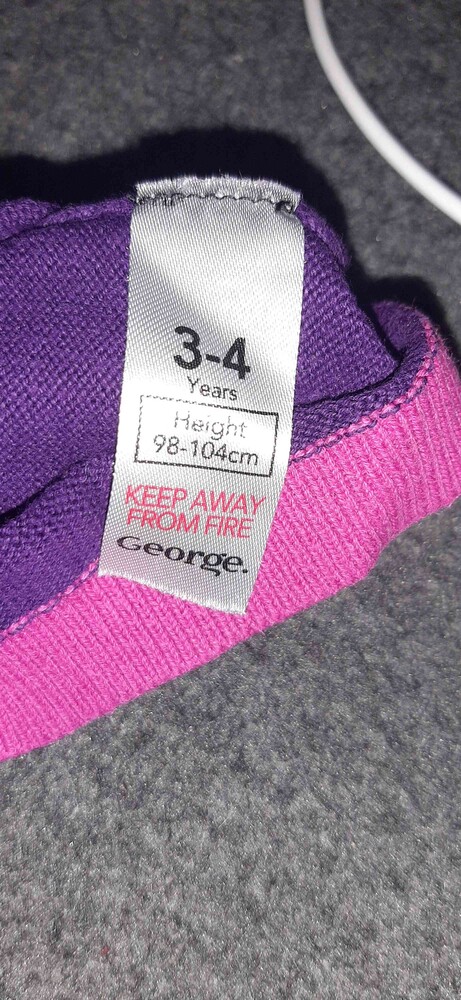 3-4
Years
Height
98-104cm
KEEP AWAY
FROM FIRE
George.